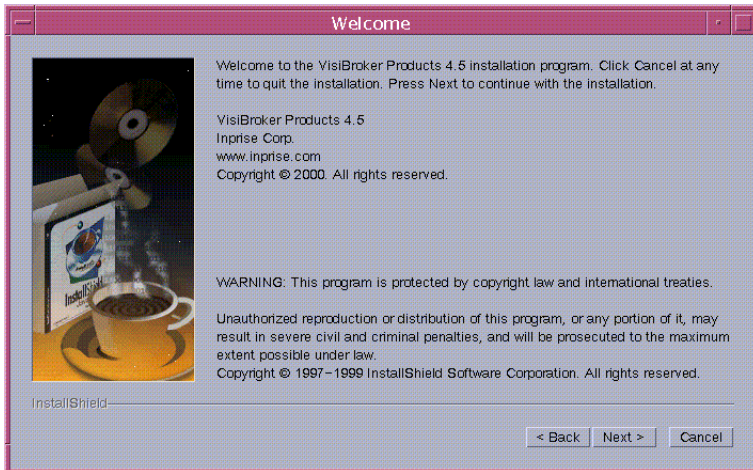 Welcome
Welcome to the VisiBroker Products 4.5 installation program. Click Cancel at any
time to quit the installation. Press Next to continue with the installation.
VisiBroker Products 4.5
Inprise Corp.
www.inprise.com
Copyright © 2000. All rights reserved.
InstallShield
WARNING: This program is protected by copyright law and international treaties.
Unauthorized reproduction or distribution of this program, or any portion of it, may
result in severe civil and criminal penalties, and will be prosecuted to the maximum
extent possible under law.
Copyright © 1997-1999 InstallShield Software Corporation. All rights reserved.
InstallShield
< Back
Next >
Cancel